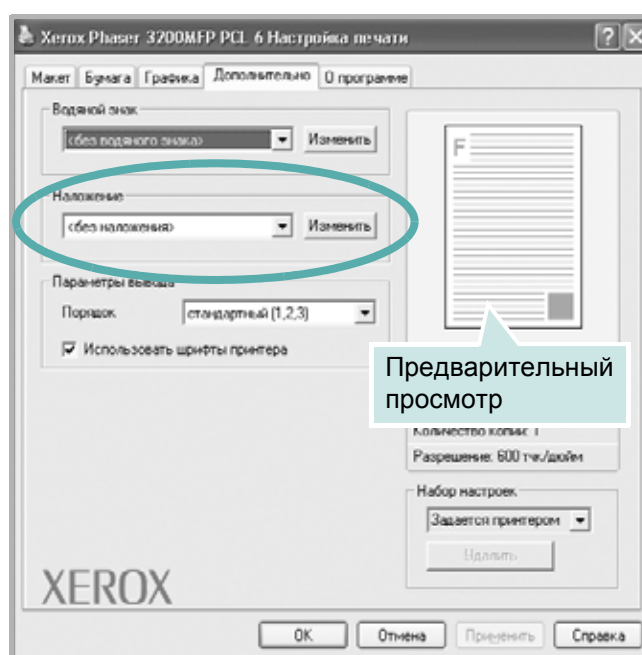 Xerox Phaser 3200MFP PCL 6 Настройка печати
Макет Бумага Графика Дополнительно О программе
Водяной знак
<без водяного знака> Изменить
Наложение
<без наложения> Изменить
Параметры вывода
Порядок стандартный (1,2,3)
Использовать шрифты принтера
F
Предварительный
просмотр
Количество копий: 1
Разрешение: 600 тчк/дюйм
Набор настроек
Задается принтером
Удалить
XEROX
OK Отмена Применить Справка